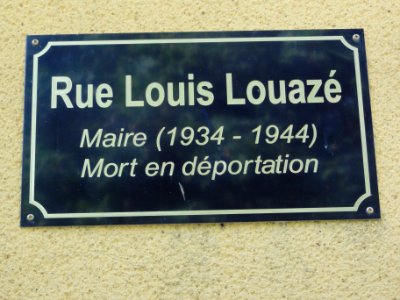 Rue Louis Louazé
Maire (1934 - 1944)
Mort en déportation